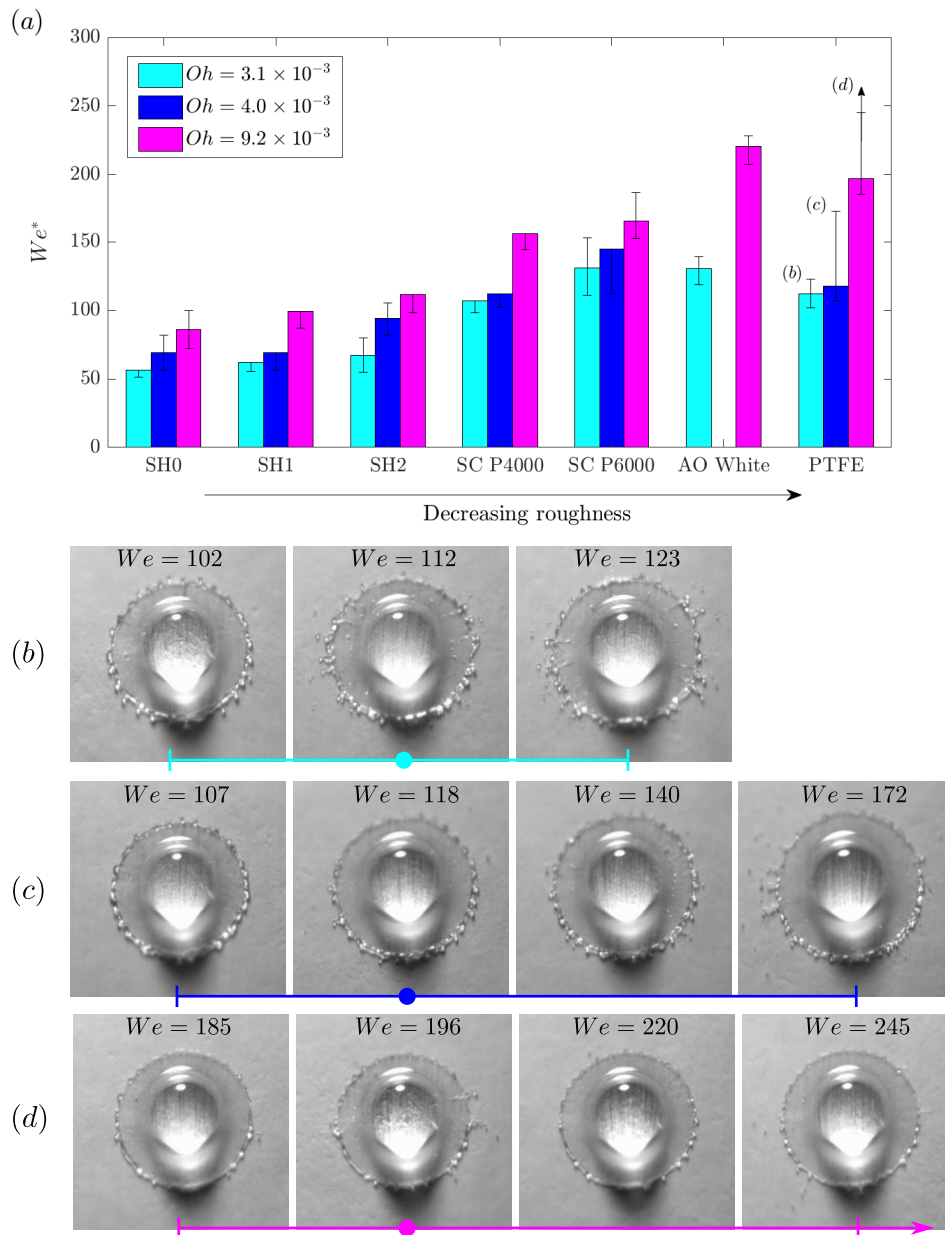 (a)
300
250
200
150
100
50
0
We*
Oh = 3.1 × 10⁻³
Oh = 4.0 × 10⁻³
Oh = 9.2 × 10⁻³
(b)
(c)
(d)
SH0 SH1 SH2 SC P4000 SC P6000 AO White PTFE
Decreasing roughness
(b)
We = 102 We = 112 We = 123
(c)
We = 107 We = 118 We = 140 We = 172
(d)
We = 185 We = 196 We = 220 We = 245